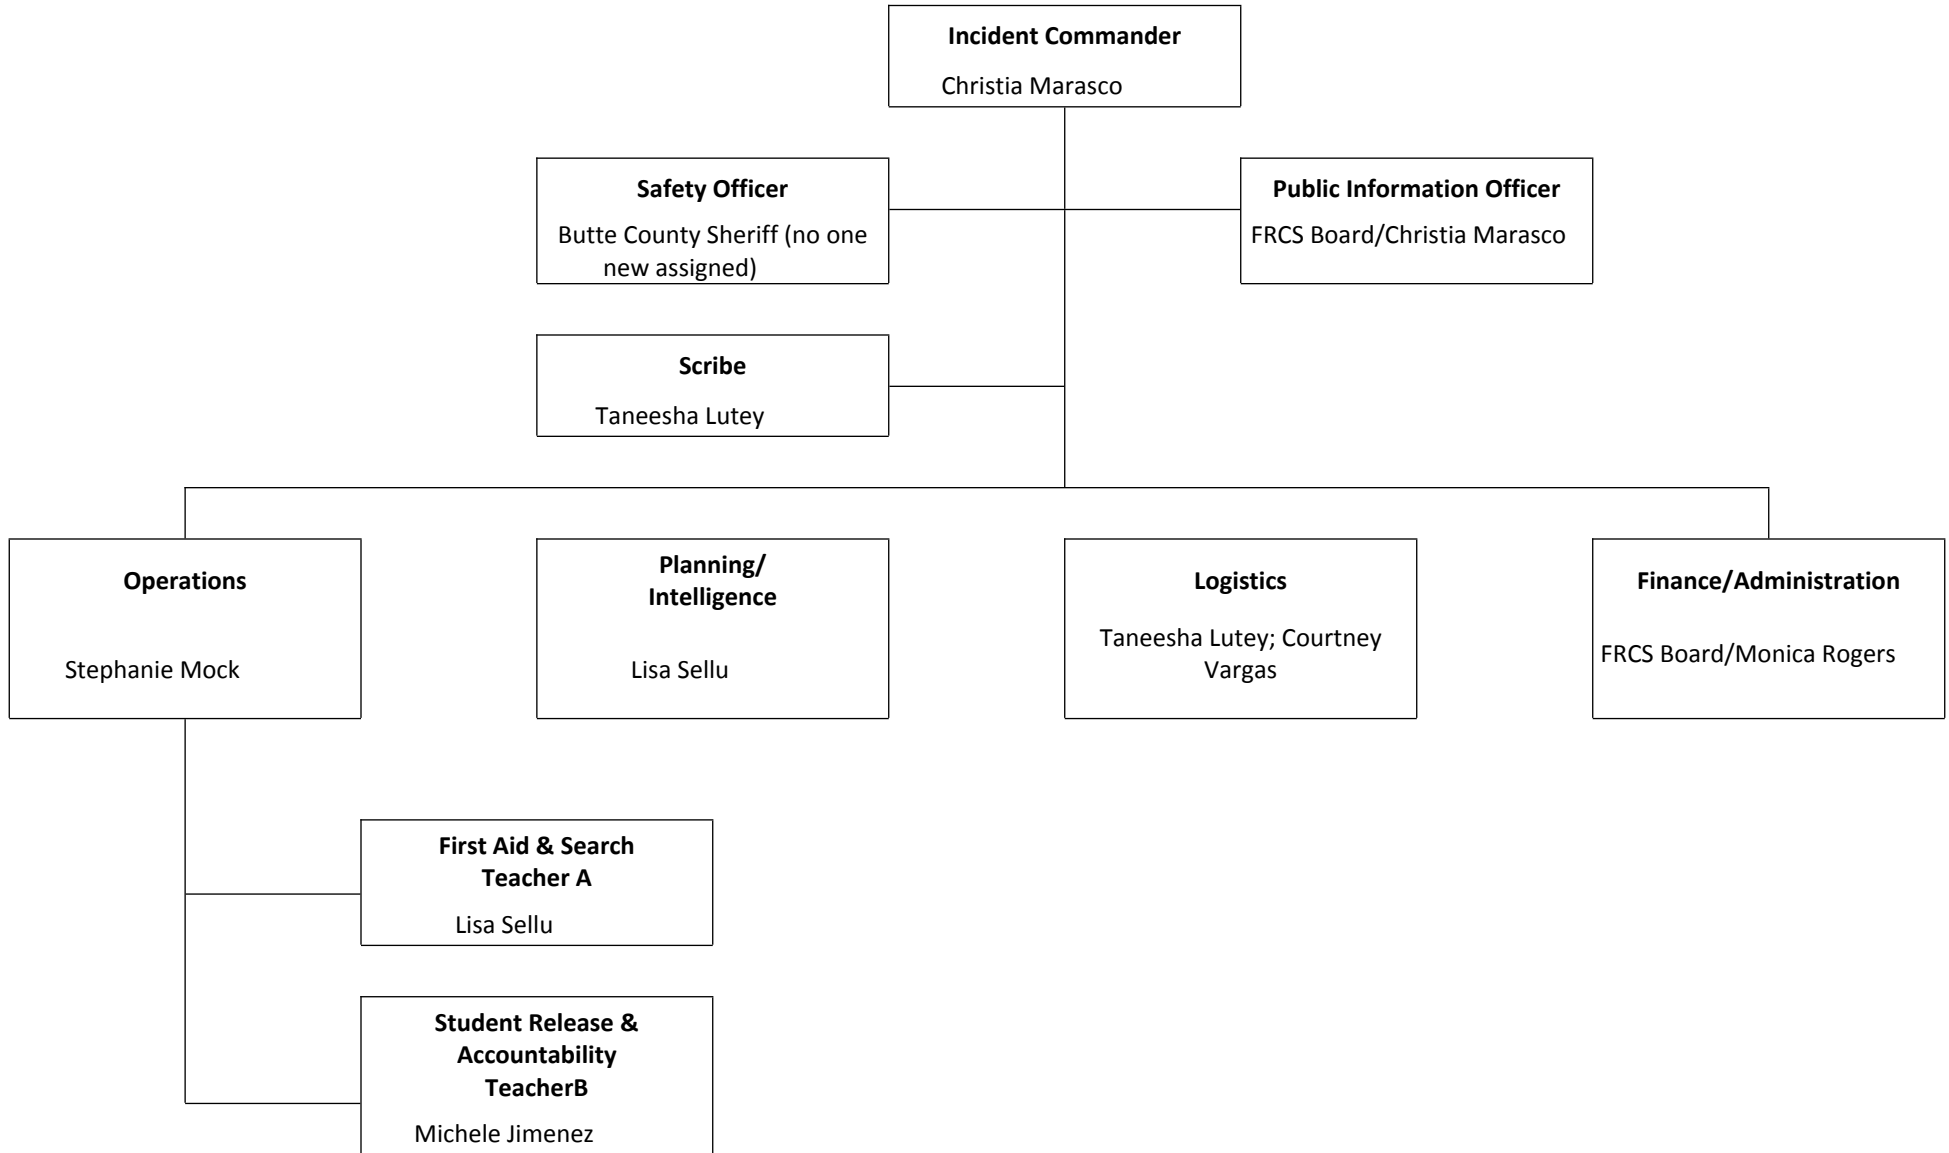 Incident Commander
Christia Marasco
Safety Officer
Butte County Sheriff (no one
new assigned)
Public Information Officer
FRCS Board/Christia Marasco
Scribe
Taneesha Lutey
Operations
Stephanie Mock
Planning/
Intelligence
Lisa Sellu
Logistics
Taneesha Lutey; Courtney
Vargas
Finance/Administration
FRCS Board/Monica Rogers
First Aid & Search
Teacher A
Lisa Sellu
Student Release &
Accountability
TeacherB
Michele Jimenez